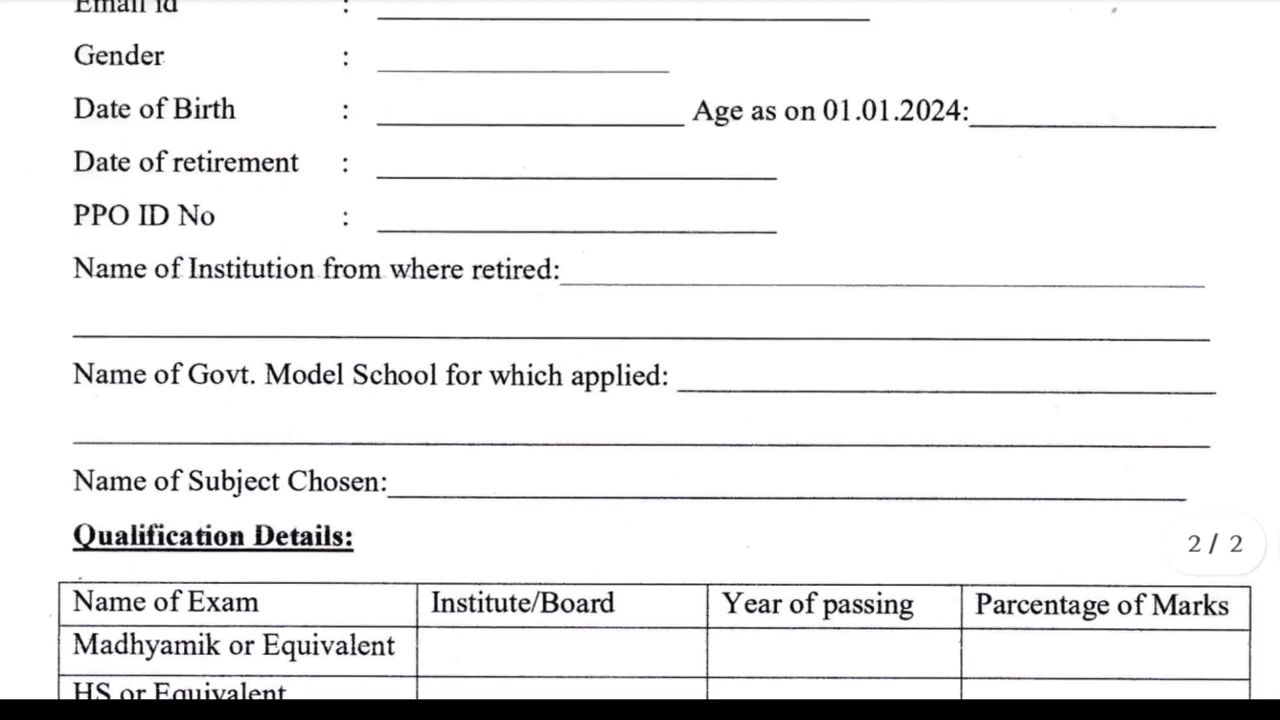 Email id :
Gender :
Date of Birth : Age as on 01.01.2024:
Date of retirement :
PPO ID No :
Name of Institution from where retired:
Name of Govt. Model School for which applied:
Name of Subject Chosen:
Qualification Details:
2 / 2
Name of Exam Institute/Board Year of passing Parcentage of Marks
Madhyamik or Equivalent
HS or Equivalent